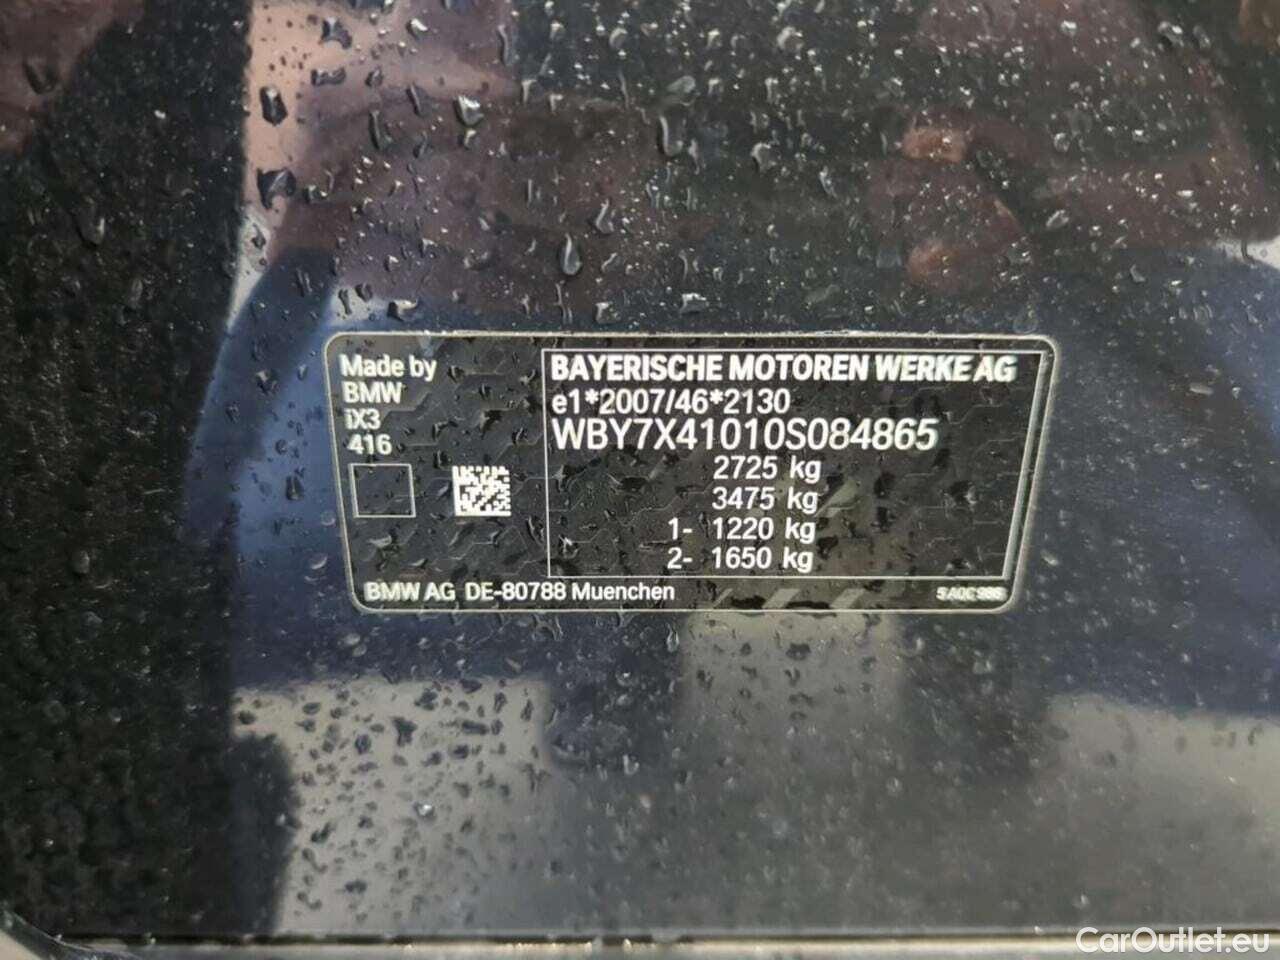 Made by
BMW
iX3
416
BAYERISCHE MOTOREN WERKE AG
e1*2007/46*2130
WBY7X41010S084865
2725 kg
3475 kg
1- 1220 kg
2- 1650 kg
BMW AG DE-80788 Muenchen
CarOutlet.eu